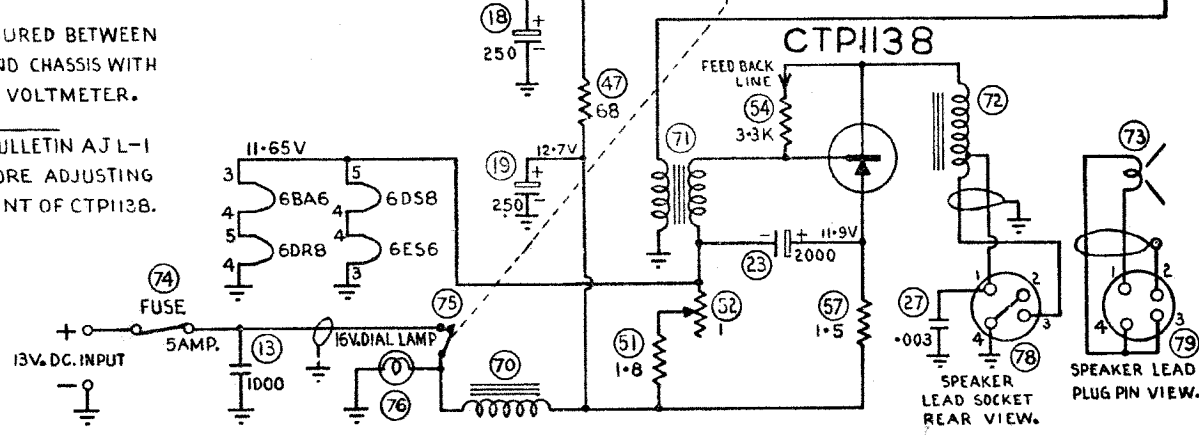 URED BETWEEN
ND CHASSIS WITH
VOLTMETER.
ULLETIN AJL-1
ORE ADJUSTING
NT OF CTP1138.
18
+
250
-
47
68
12·7V
19
+
250
-
CTP1138
FEED BACK
LINE
54
3·3K
71
72
73
11·65V
3
6BA6
4
5
6DR8
4
5
6DS8
4
4
6ES6
3
- +
11·9V
23
2000
52
1
57
1·5
51
1·8
74
FUSE
5AMP.
+
13V. D.C. INPUT
-
13
1000
75
16V. DIAL LAMP
76
70
27
·003
1
2
3
4
78
SPEAKER
LEAD SOCKET
REAR VIEW.
1
2
3
4
79
SPEAKER LEAD
PLUG PIN VIEW.